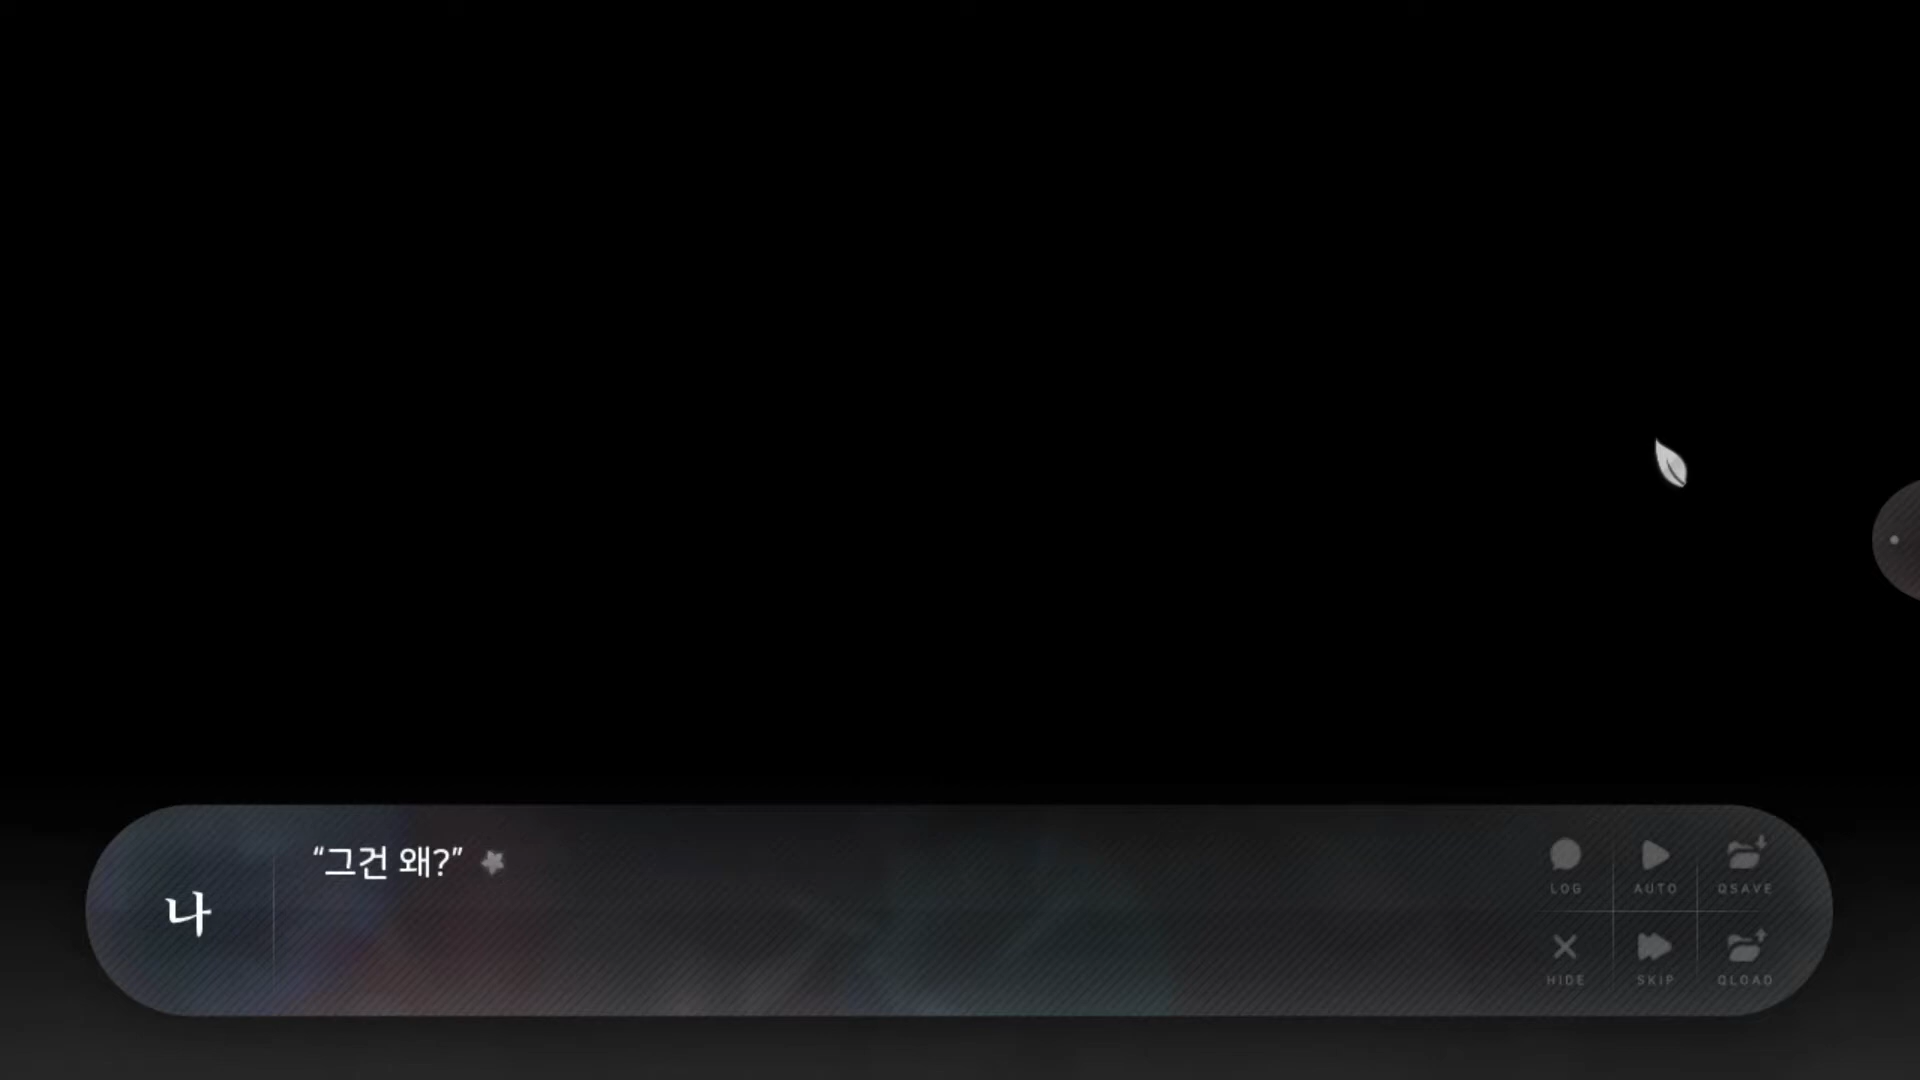 “그건 왜?”
나
LOG
AUTO
QSAVE
HIDE
SKIP
QLOAD